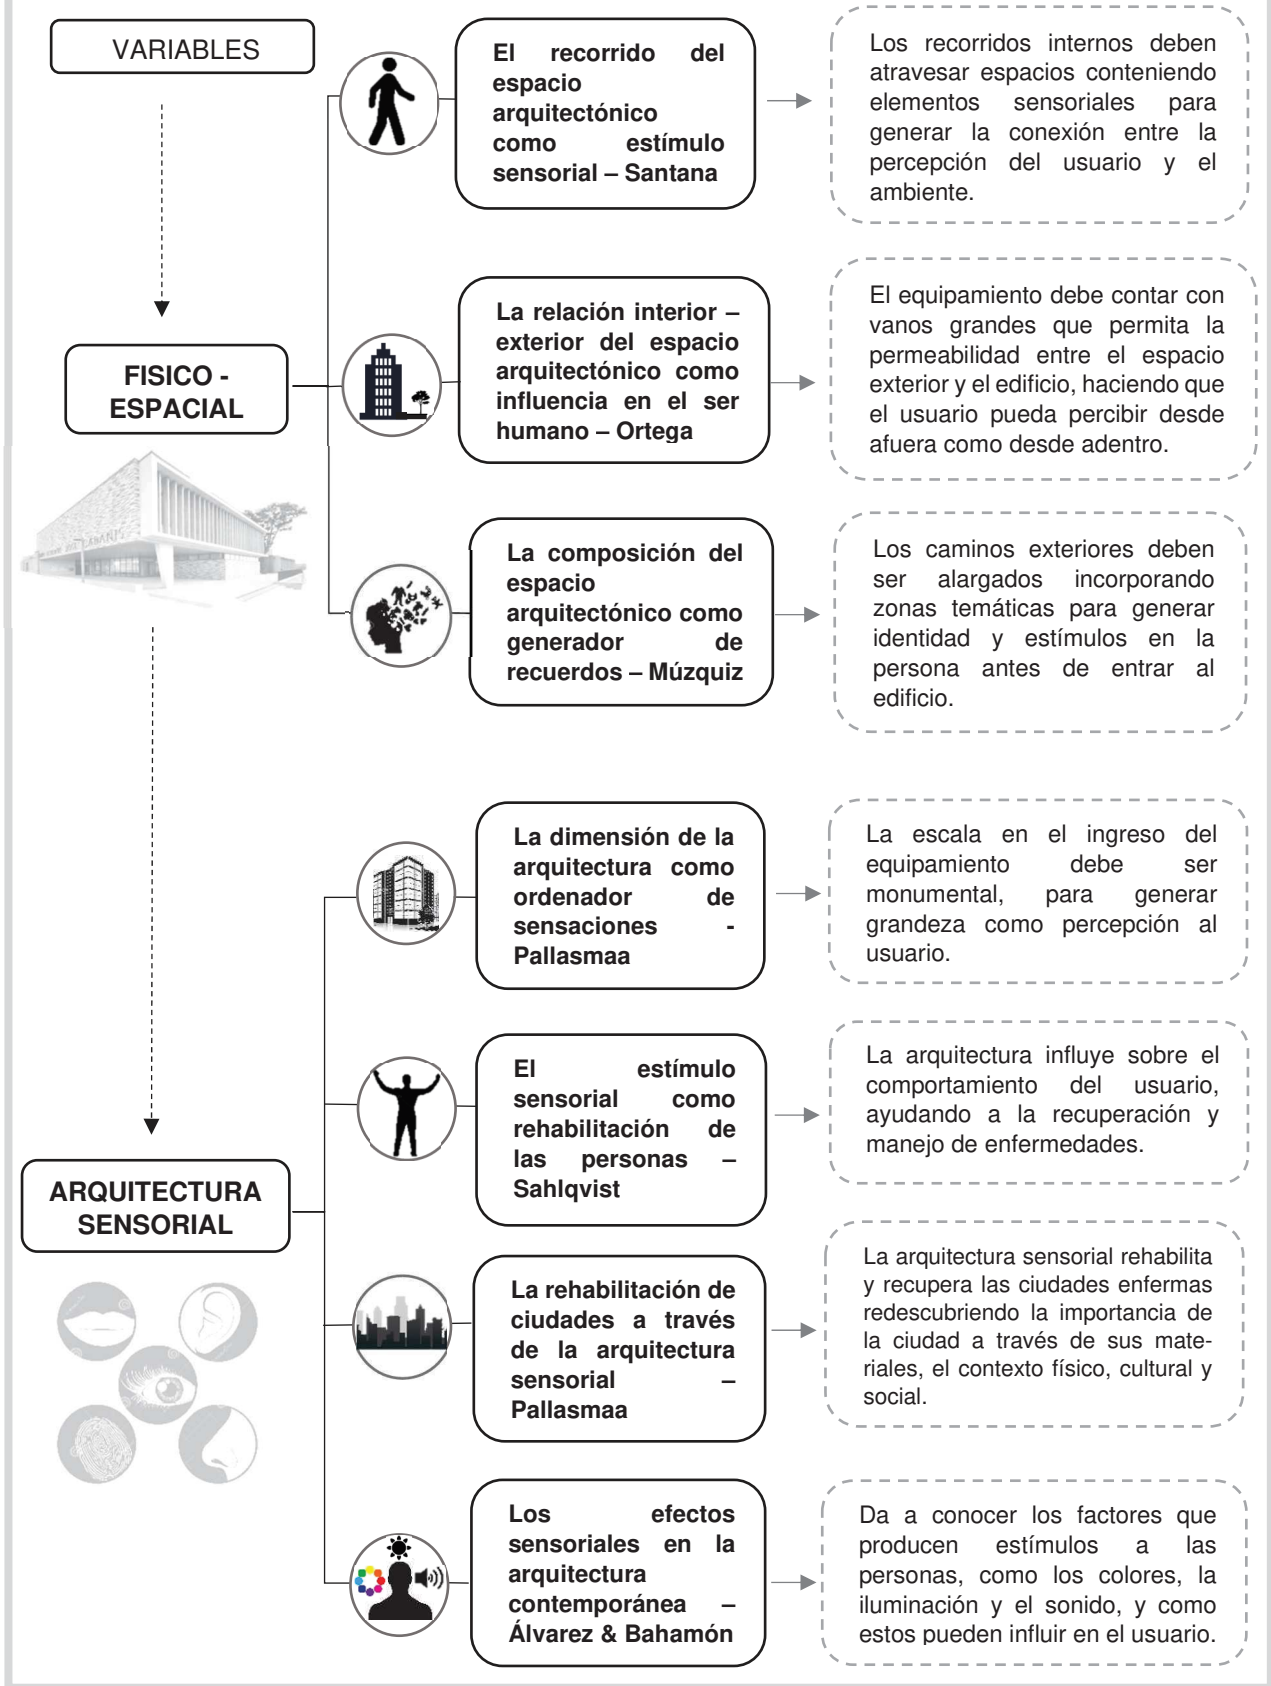 VARIABLES
El recorrido del
espacio
arquitectónico
como estímulo
sensorial – Santana
Los recorridos internos deben
atravesar espacios conteniendo
elementos sensoriales para
generar la conexión entre la
percepción del usuario y el
ambiente.
FISICO -
ESPACIAL
La relación interior –
exterior del espacio
arquitectónico como
influencia en el ser
humano – Ortega
El equipamiento debe contar con
vanos grandes que permita la
permeabilidad entre el espacio
exterior y el edificio, haciendo que
el usuario pueda percibir desde
afuera como desde adentro.
La composición del
espacio
arquitectónico como
generador de
recuerdos – Múzquiz
Los caminos exteriores deben
ser alargados incorporando
zonas temáticas para generar
identidad y estímulos en la
persona antes de entrar al
edificio.
La dimensión de la
arquitectura como
ordenador de
sensaciones -
Pallasmaa
La escala en el ingreso del
equipamiento debe ser
monumental, para generar
grandeza como percepción al
usuario.
ARQUITECTURA
SENSORIAL
El estímulo
sensorial como
rehabilitación de
las personas –
Sahlqvist
La arquitectura influye sobre el
comportamiento del usuario,
ayudando a la recuperación y
manejo de enfermedades.
La rehabilitación de
ciudades a través
de la arquitectura
sensorial –
Pallasmaa
La arquitectura sensorial rehabilita
y recupera las ciudades enfermas
redescubriendo la importancia de
la ciudad a través de sus mate-
riales, el contexto físico, cultural y
social.
Los efectos
sensoriales en la
arquitectura
contemporánea –
Álvarez & Bahamón
Da a conocer los factores que
producen estímulos a las
personas, como los colores, la
iluminación y el sonido, y como
estos pueden influir en el usuario.